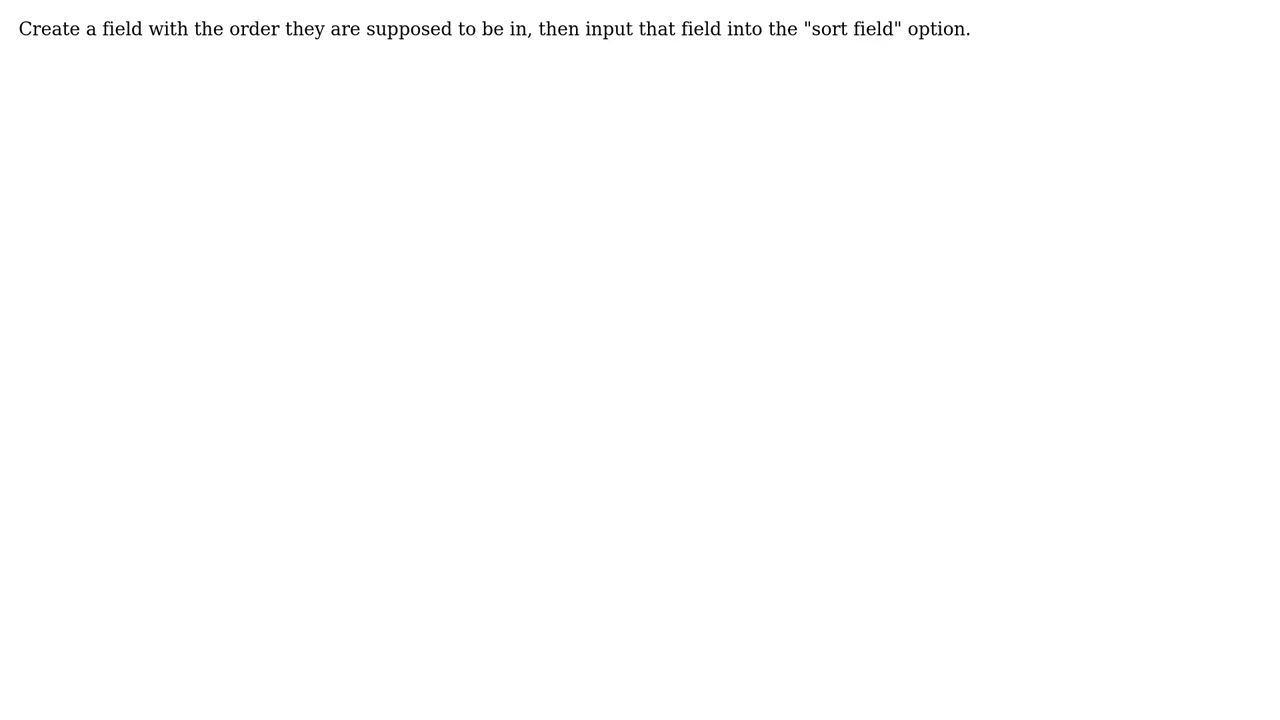 Create a field with the order they are supposed to be in, then input that field into the "sort field" option.